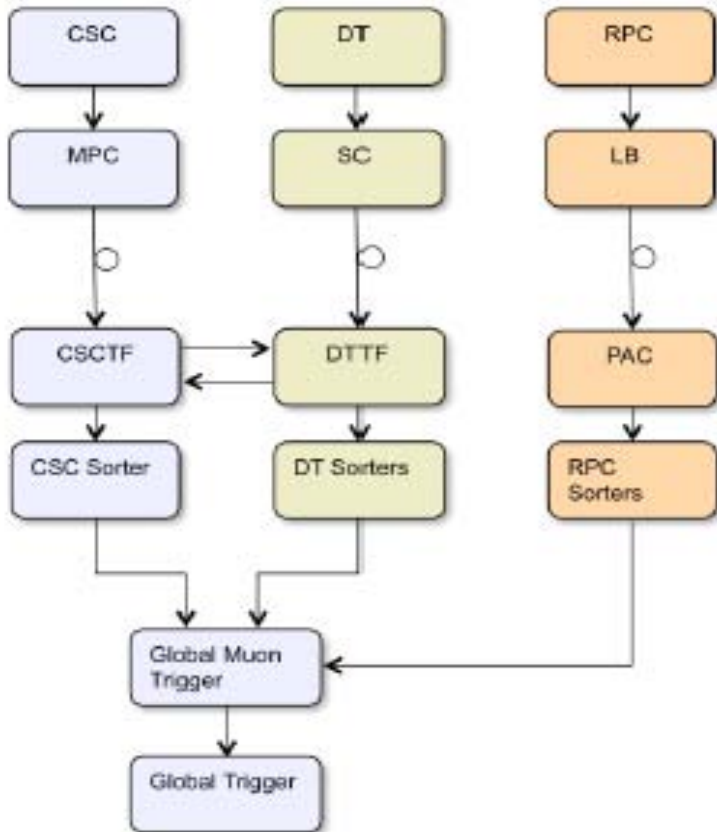 CSC
DT
RPC
MPC
SC
LB
CSCTF
DTTF
PAC
CSC Sorter
DT Sorters
RPC
Sorters
Global Muon
Trigger
Global Trigger